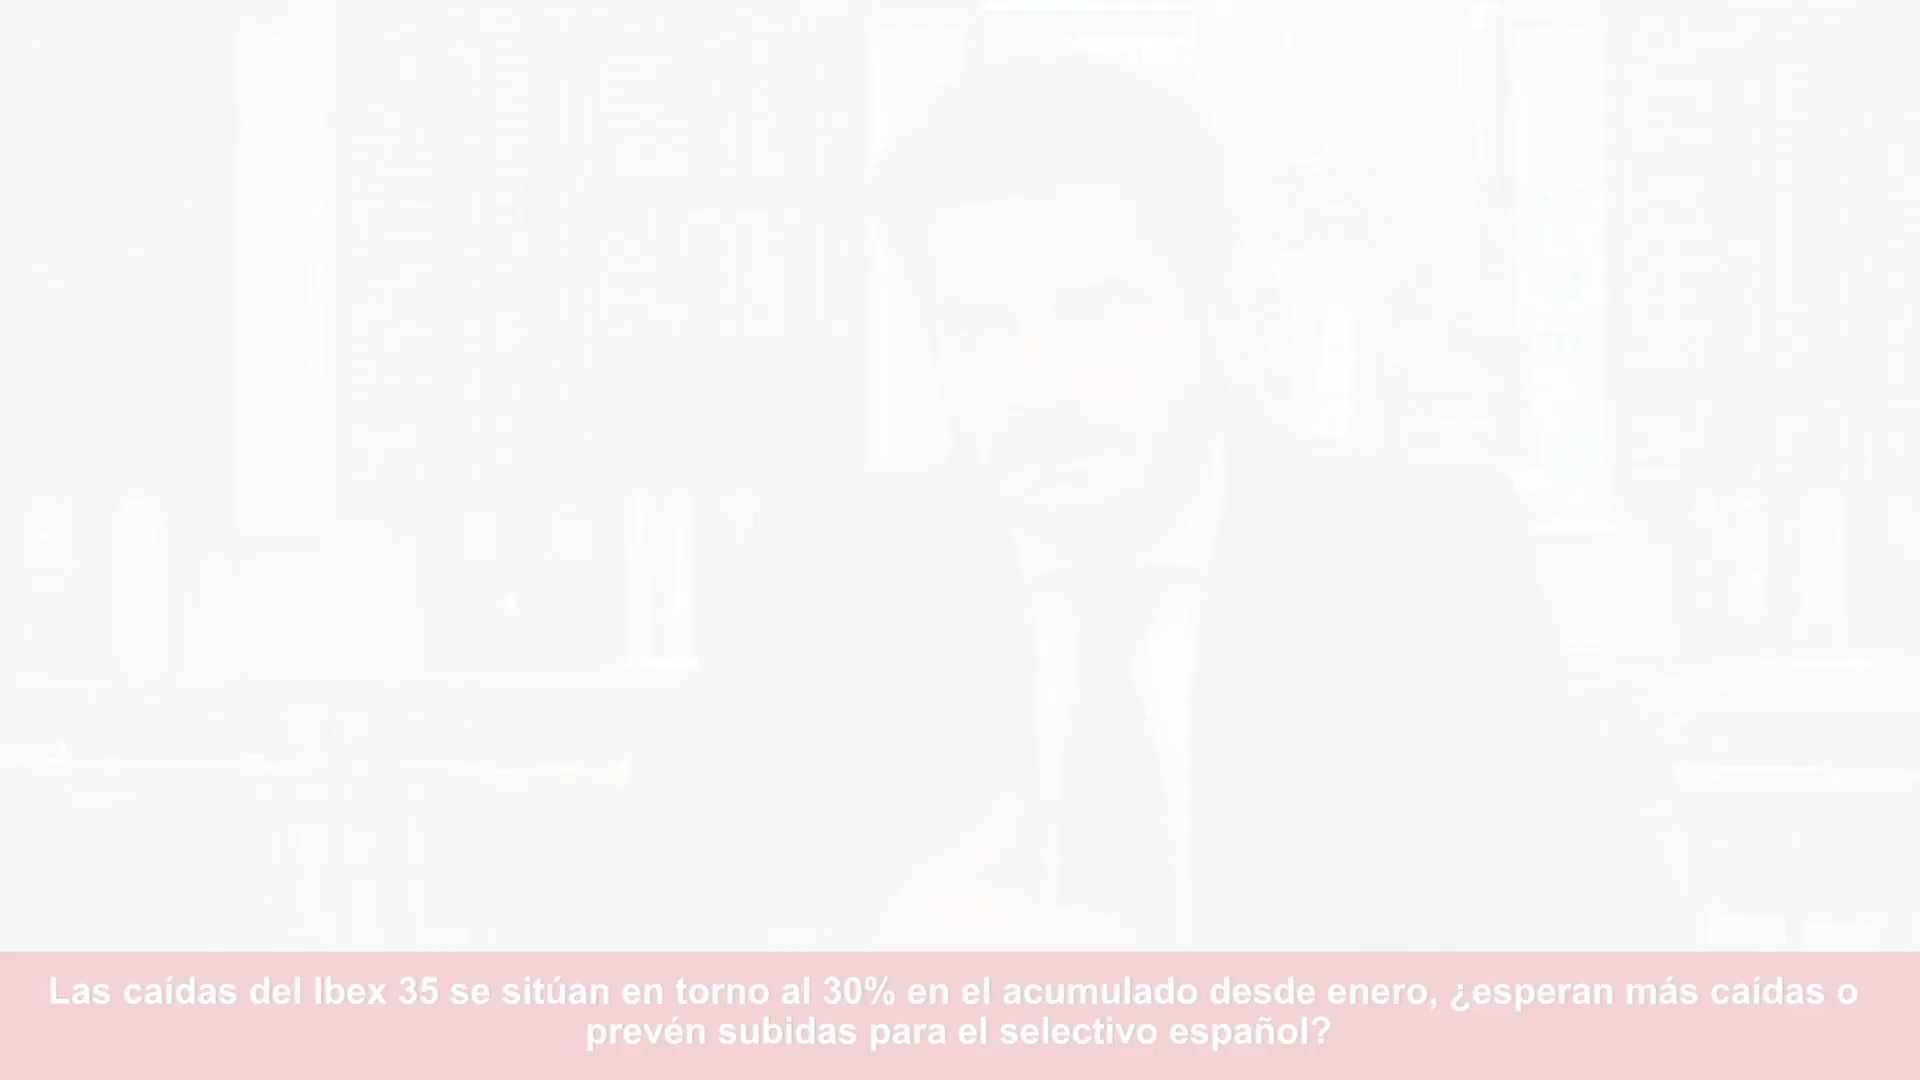 Las caídas del Ibex 35 se sitúan en torno al 30% en el acumulado desde enero, ¿esperan más caídas o
prevén subidas para el selectivo español?